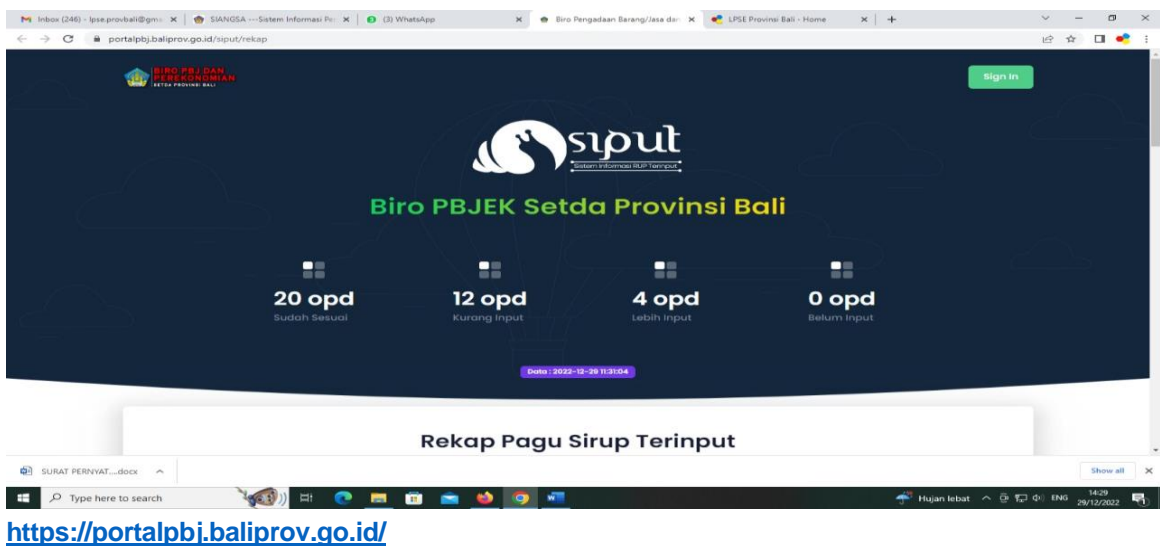 Inbox (246) - lpse.provbali@gma
SIANGSA ---Sistem Informasi Pe
(3) WhatsApp
Biro Pengadaan Barang/Jasa dan
LPSE Provinsi Bali - Home
portalpbj.baliprov.go.id/siput/rekap
BIRO PBJ DAN
PEREKONOMIAN
SETDA PROVINSI BALI
Sign In
siput
Sistem Informasi RUP Terinput
Biro PBJEK Setda Provinsi Bali
20 opd
12 opd
4 opd
0 opd
Sudah Sesuai
Kurang Input
Lebih Input
Belum Input
Data : 2022-12-29 11:31:04
Rekap Pagu Sirup Terinput
SURAT PERNYAT....docx
Show all
Type here to search
Hujan lebat
ENG
14:29
29/12/2022
https://portalpbj.baliprov.go.id/